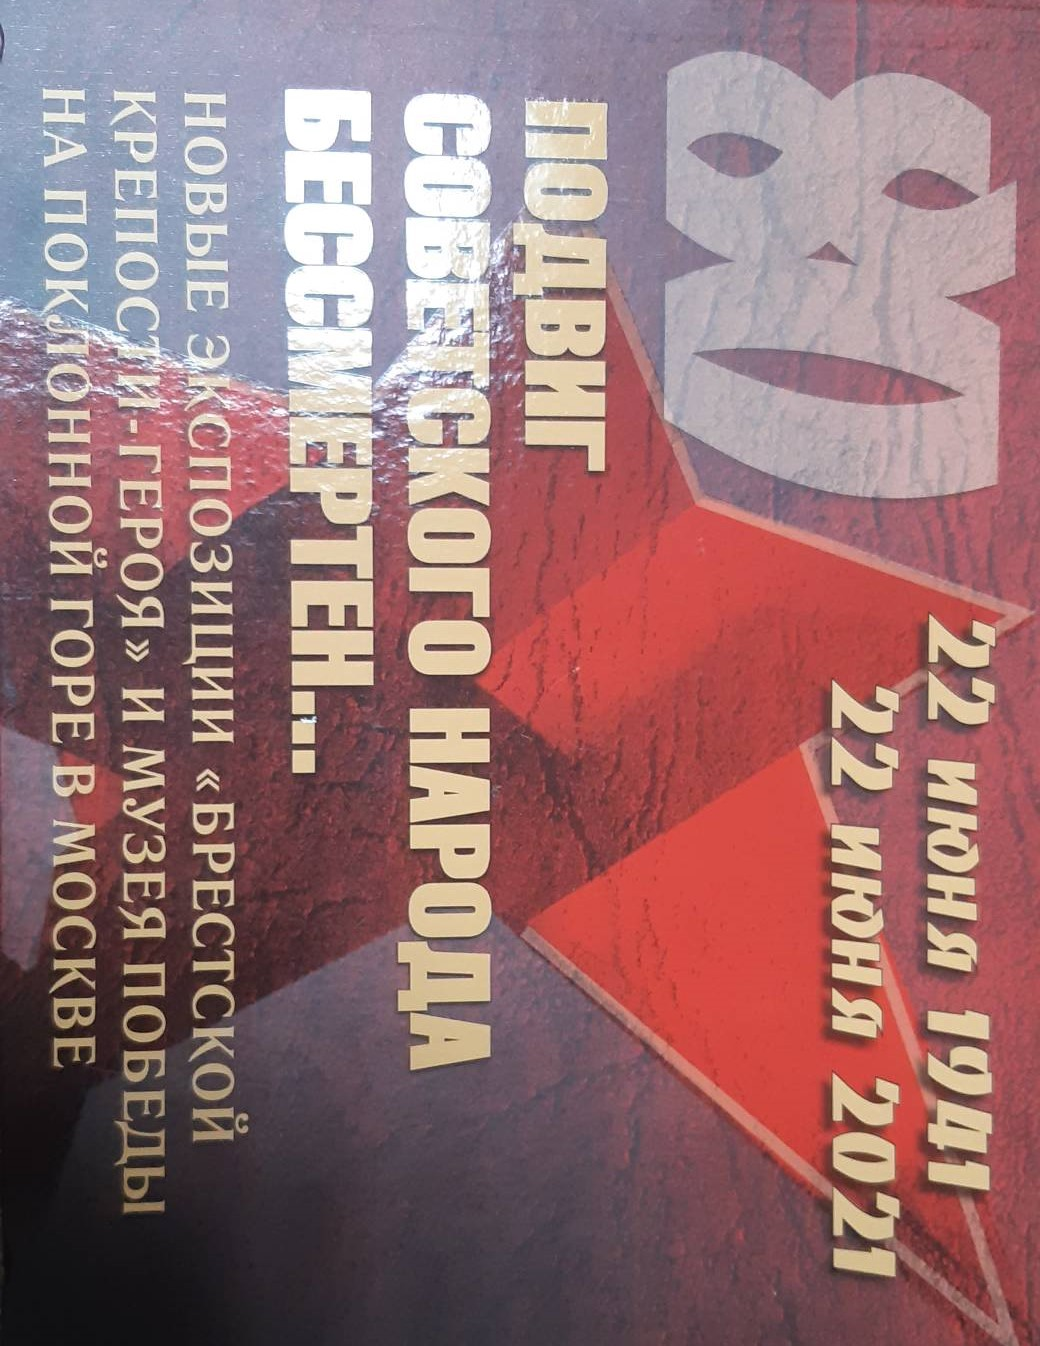 22 июня 1941
22 июня 2021
ПОДВИГ
СОВЕТСКОГО НАРОДА
БЕССМЕРТЕН...
НОВЫЕ ЭКСПОЗИЦИИ «БРЕСТСКОЙ
КРЕПОСТИ-ГЕРОЯ» И МУЗЕЯ ПОБЕДЫ
НА ПОКЛОННОЙ ГОРЕ В МОСКВЕ